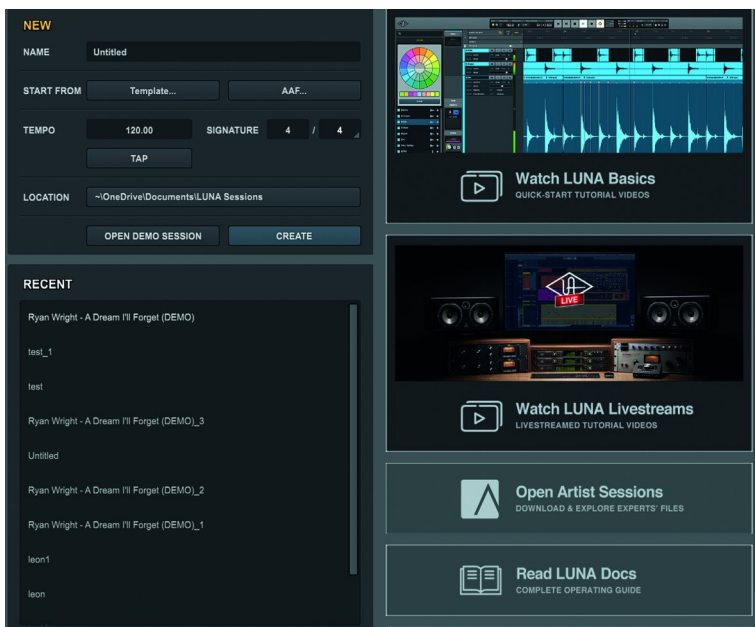 NEW
NAME
Untitled
START FROM
Template...
AAF...
TEMPO
120.00
SIGNATURE
4
/
4
TAP
LOCATION
~\OneDrive\Documents\LUNA Sessions
OPEN DEMO SESSION
CREATE
RECENT
Ryan Wright - A Dream I'll Forget (DEMO)
test_1
test
Ryan Wright - A Dream I'll Forget (DEMO)_3
Untitled
Ryan Wright - A Dream I'll Forget (DEMO)_2
Ryan Wright - A Dream I'll Forget (DEMO)_1
leon1
leon
Watch LUNA Basics
QUICK-START TUTORIAL VIDEOS
LIVE
Watch LUNA Livestreams
LIVESTREAMED TUTORIAL VIDEOS
Open Artist Sessions
DOWNLOAD & EXPLORE EXPERTS' FILES
Read LUNA Docs
COMPLETE OPERATING GUIDE